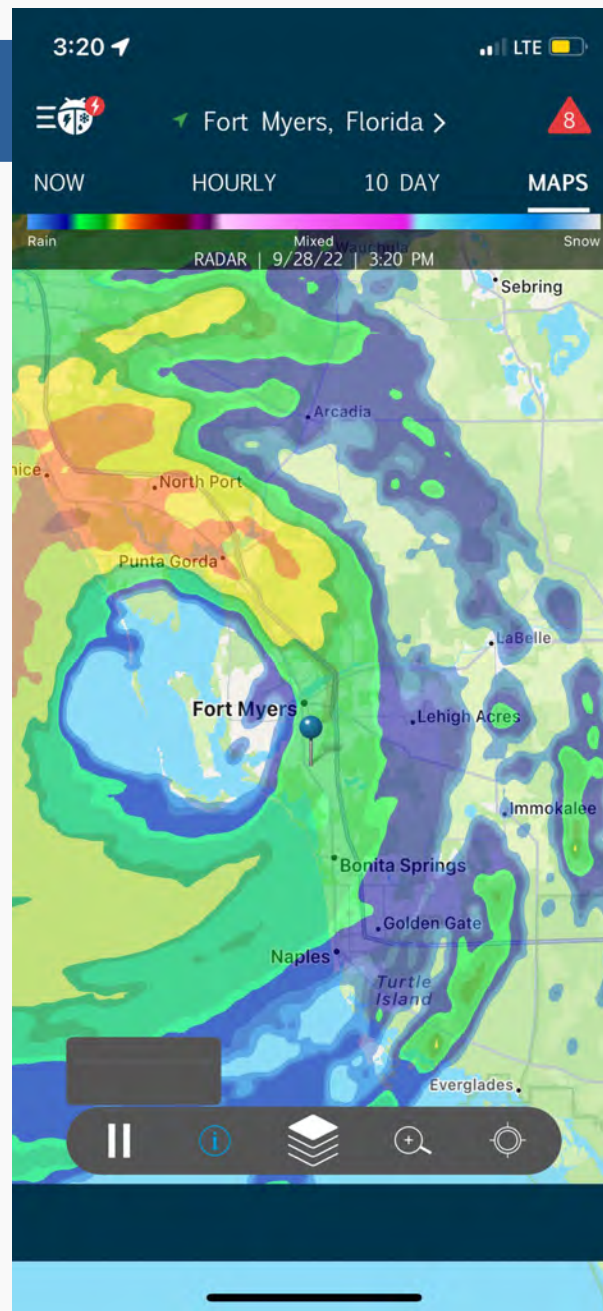 3:20
LTE
Fort Myers, Florida >
8
NOW HOURLY 10 DAY MAPS
Rain Mixed Snow
Wauchula
RADAR | 9/28/22 | 3:20 PM
Sebring
Arcadia
nice
North Port
Punta Gorda
LaBelle
Fort Myers
Lehigh Acres
Immokalee
Bonita Springs
Golden Gate
Naples
Turtle
Island
Everglades